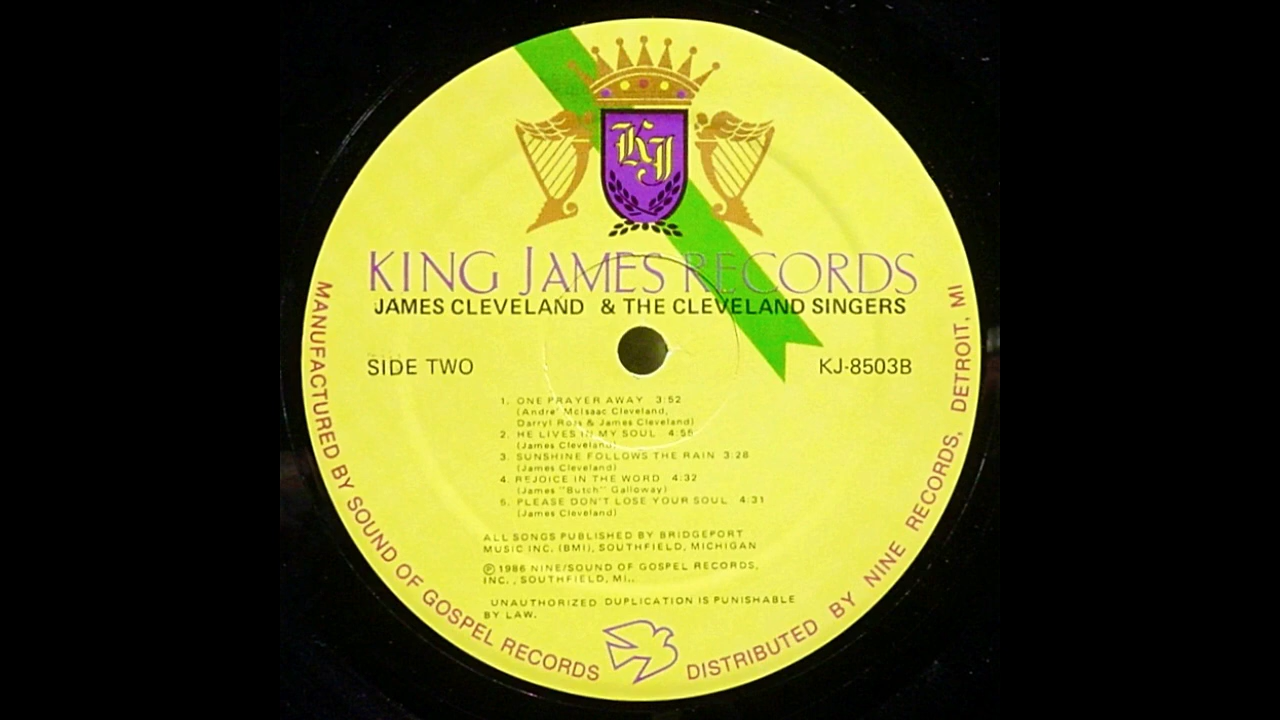 KJ
KING JAMES RECORDS
JAMES CLEVELAND & THE CLEVELAND SINGERS
SIDE TWO
KJ-8503B
1. ONE PRAYER AWAY 3:52
(Andre' McIsaac Cleveland,
Darryl Ross & James Cleveland)
2. HE LIVES IN MY SOUL 4:55
(James Cleveland)
3. SUNSHINE FOLLOWS THE RAIN 3:28
(James Cleveland)
4. REJOICE IN THE WORD 4:32
(James "Butch" Galloway)
5. PLEASE DON'T LOSE YOUR SOUL 4:31
(James Cleveland)
ALL SONGS PUBLISHED BY BRIDGEPORT
MUSIC INC. (BMI), SOUTHFIELD, MICHIGAN
℗ 1986 NINE/SOUND OF GOSPEL RECORDS,
INC., SOUTHFIELD, MI..
UNAUTHORIZED DUPLICATION IS PUNISHABLE
BY LAW.
MANUFACTURED BY SOUND OF GOSPEL RECORDS
DISTRIBUTED BY NINE RECORDS, DETROIT, MI